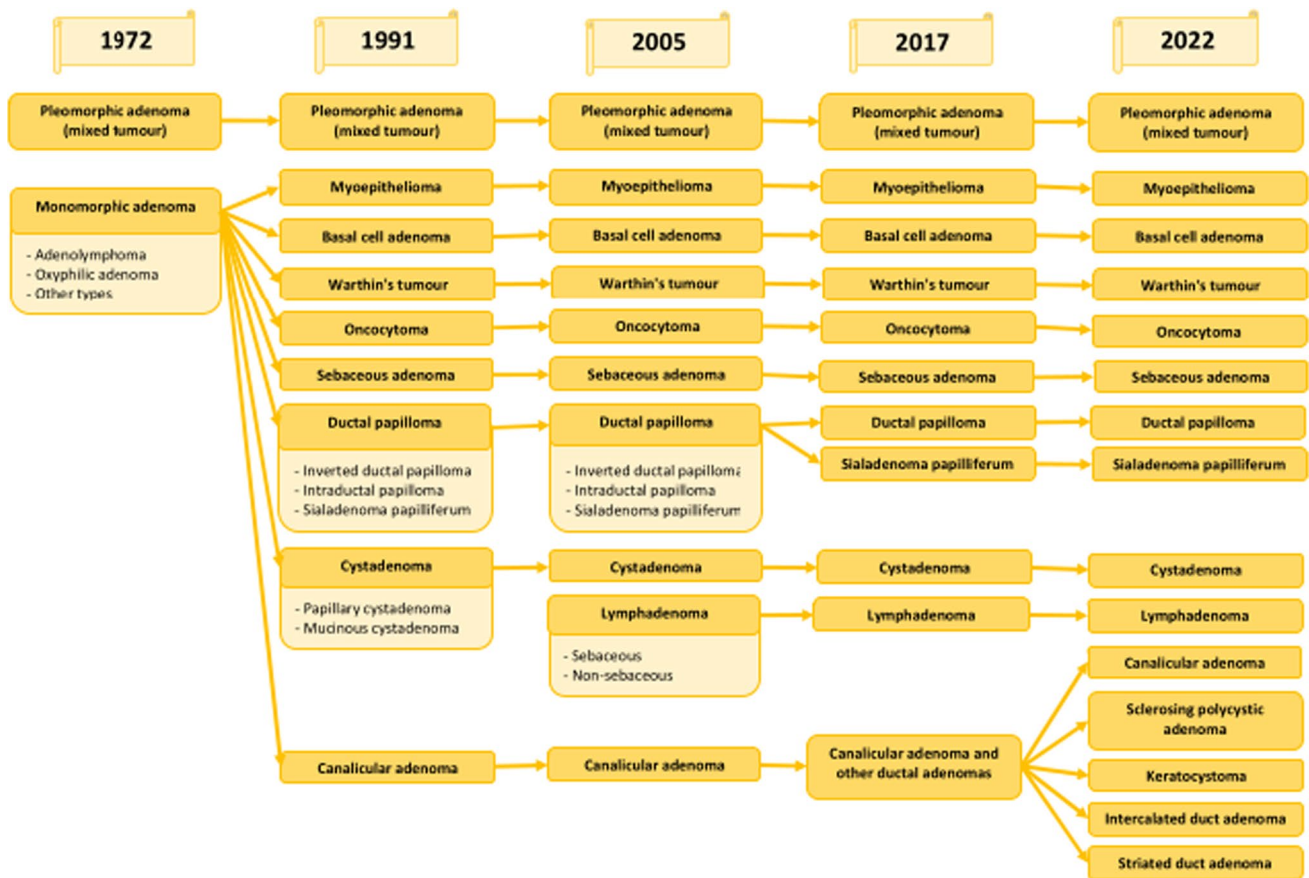 1972
1991
2005
2017
2022
Pleomorphic adenoma
(mixed tumour)
Pleomorphic adenoma
(mixed tumour)
Pleomorphic adenoma
(mixed tumour)
Pleomorphic adenoma
(mixed tumour)
Pleomorphic adenoma
(mixed tumour)
Monomorphic adenoma
- Adenolymphoma
- Oxyphilic adenoma
- Other types
Myoepithelioma
Myoepithelioma
Myoepithelioma
Myoepithelioma
Basal cell adenoma
Basal cell adenoma
Basal cell adenoma
Basal cell adenoma
Warthin's tumour
Warthin's tumour
Warthin's tumour
Warthin's tumour
Oncocytoma
Oncocytoma
Oncocytoma
Oncocytoma
Sebaceous adenoma
Sebaceous adenoma
Sebaceous adenoma
Sebaceous adenoma
Ductal papilloma
- Inverted ductal papilloma
- Intraductal papilloma
- Sialadenoma papilliferum
Ductal papilloma
- Inverted ductal papilloma
- Intraductal papilloma
- Sialadenoma papilliferum
Ductal papilloma
Ductal papilloma
Sialadenoma papilliferum
Sialadenoma papilliferum
Cystadenoma
- Papillary cystadenoma
- Mucinous cystadenoma
Cystadenoma
Cystadenoma
Cystadenoma
Lymphadenoma
- Sebaceous
- Non-sebaceous
Lymphadenoma
Lymphadenoma
Canalicular adenoma
Canalicular adenoma
Canalicular adenoma and
other ductal adenomas
Canalicular adenoma
Sclerosing polycystic
adenoma
Keratocystoma
Intercalated duct adenoma
Striated duct adenoma